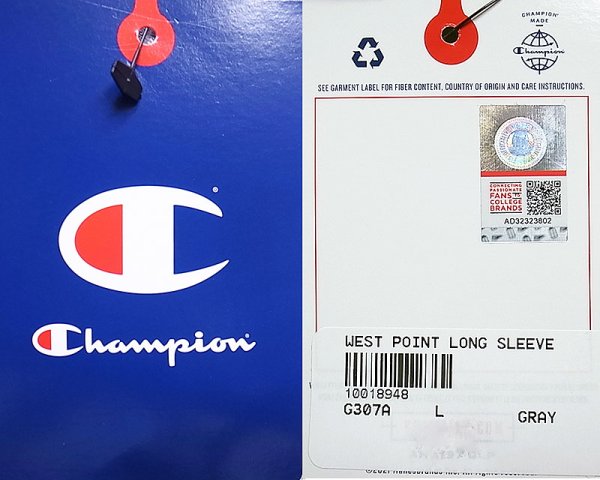 Champion
CHAMPION®
MADE
Champion
SEE GARMENT LABEL FOR FIBER CONTENT, COUNTRY OF ORIGIN AND CARE INSTRUCTIONS.
CONNECTING
PASSIONATE
FANS TO
COLLEGE
BRANDS
AD32323802
WEST POINT LONG SLEEVE
10018948
G307A L GRAY